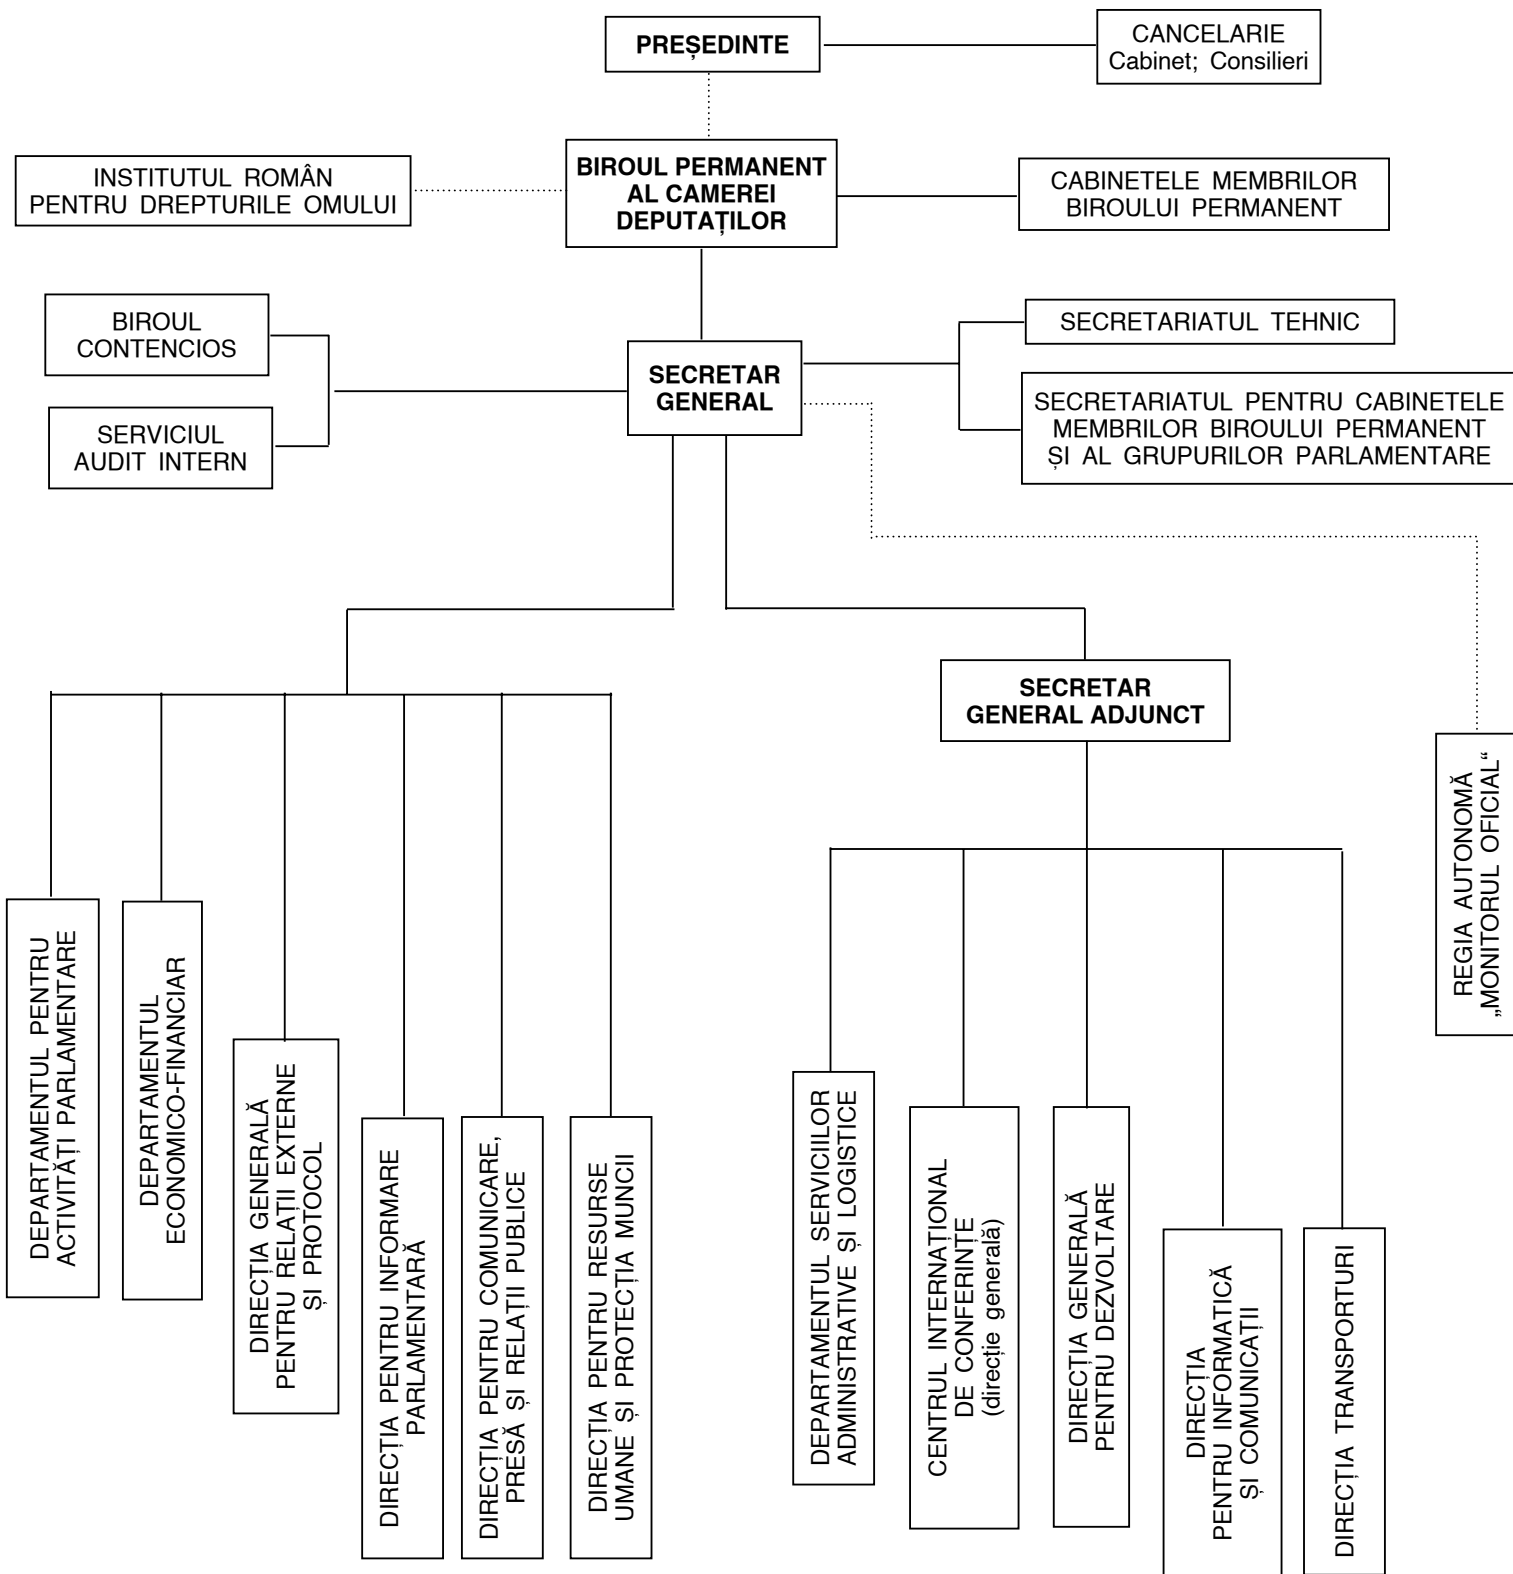 PREȘEDINTE
CANCELARIE
Cabinet; Consilieri
INSTITUTUL ROMÂN
PENTRU DREPTURILE OMULUI
BIROUL PERMANENT
AL CAMEREI
DEPUTAȚILOR
CABINETELE MEMBRILOR
BIROULUI PERMANENT
BIROUL
CONTENCIOS
SERVICIUL
AUDIT INTERN
SECRETAR
GENERAL
SECRETARIATUL TEHNIC
SECRETARIATUL PENTRU CABINETELE
MEMBRILOR BIROULUI PERMANENT
ȘI AL GRUPURILOR PARLAMENTARE
SECRETAR
GENERAL ADJUNCT
REGIA AUTONOMĂ
„MONITORUL OFICIAL“
DEPARTAMENTUL PENTRU
ACTIVITĂȚI PARLAMENTARE
DEPARTAMENTUL
ECONOMICO-FINANCIAR
DIRECȚIA GENERALĂ
PENTRU RELAȚII EXTERNE
ȘI PROTOCOL
DIRECȚIA PENTRU INFORMARE
PARLAMENTARĂ
DIRECȚIA PENTRU COMUNICARE,
PRESĂ ȘI RELAȚII PUBLICE
DIRECȚIA PENTRU RESURSE
UMANE ȘI PROTECȚIA MUNCII
DEPARTAMENTUL SERVICIILOR
ADMINISTRATIVE ȘI LOGISTICE
CENTRUL INTERNAȚIONAL
DE CONFERINȚE
(direcție generală)
DIRECȚIA GENERALĂ
PENTRU DEZVOLTARE
DIRECȚIA
PENTRU INFORMATICĂ
ȘI COMUNICAȚII
DIRECȚIA TRANSPORTURI